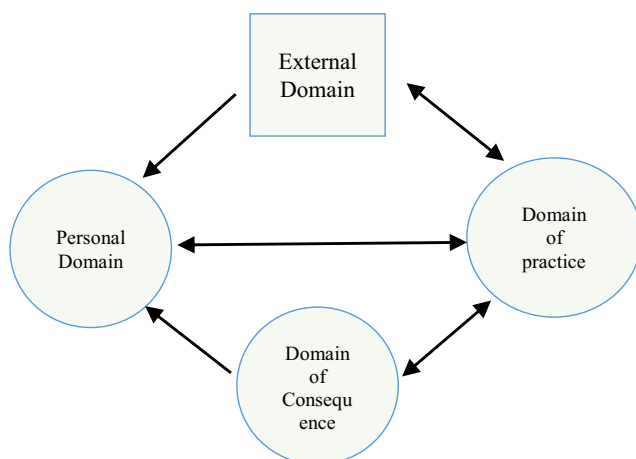 External
Domain
Personal
Domain
Domain
of
practice
Domain
of
Consequ
ence